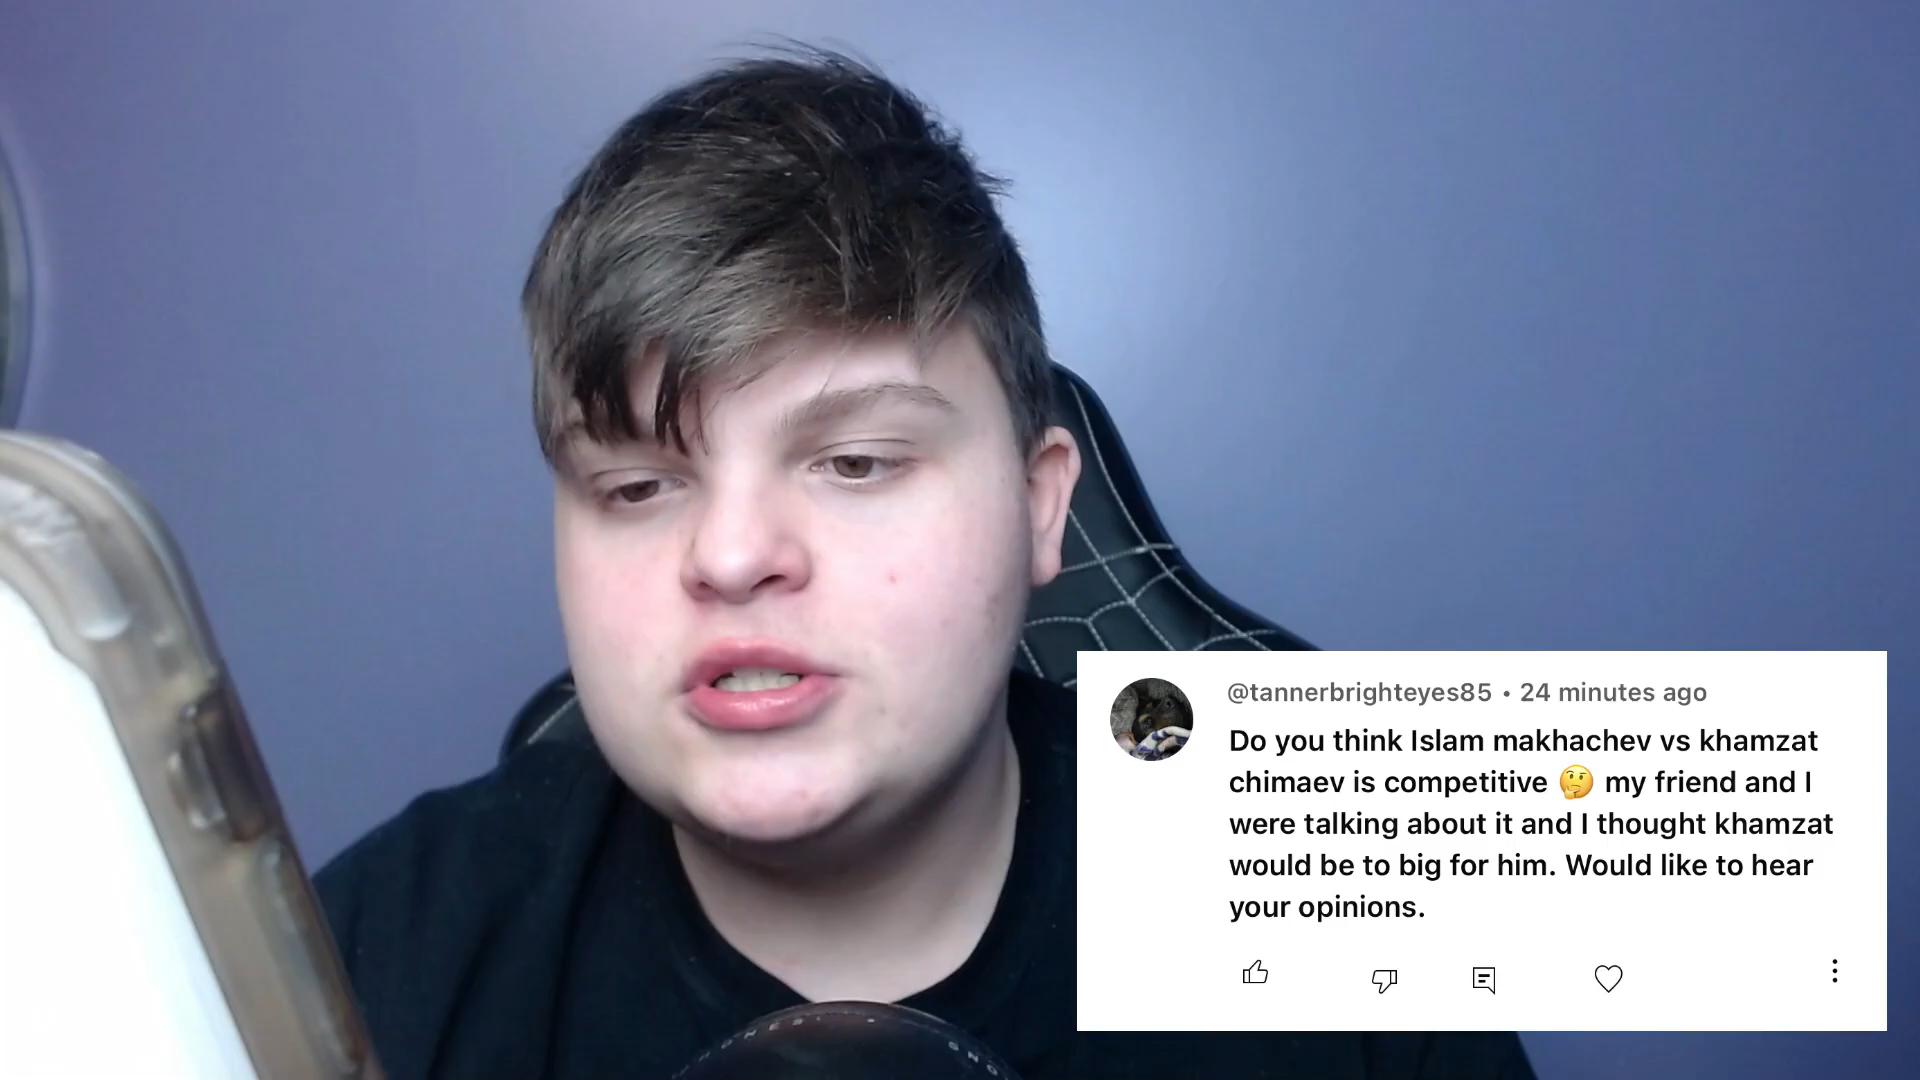 @tannerbrighteyes85 • 24 minutes ago
Do you think Islam makhachev vs khamzat
chimaev is competitive 🤔 my friend and I
were talking about it and I thought khamzat
would be to big for him. Would like to hear
your opinions.